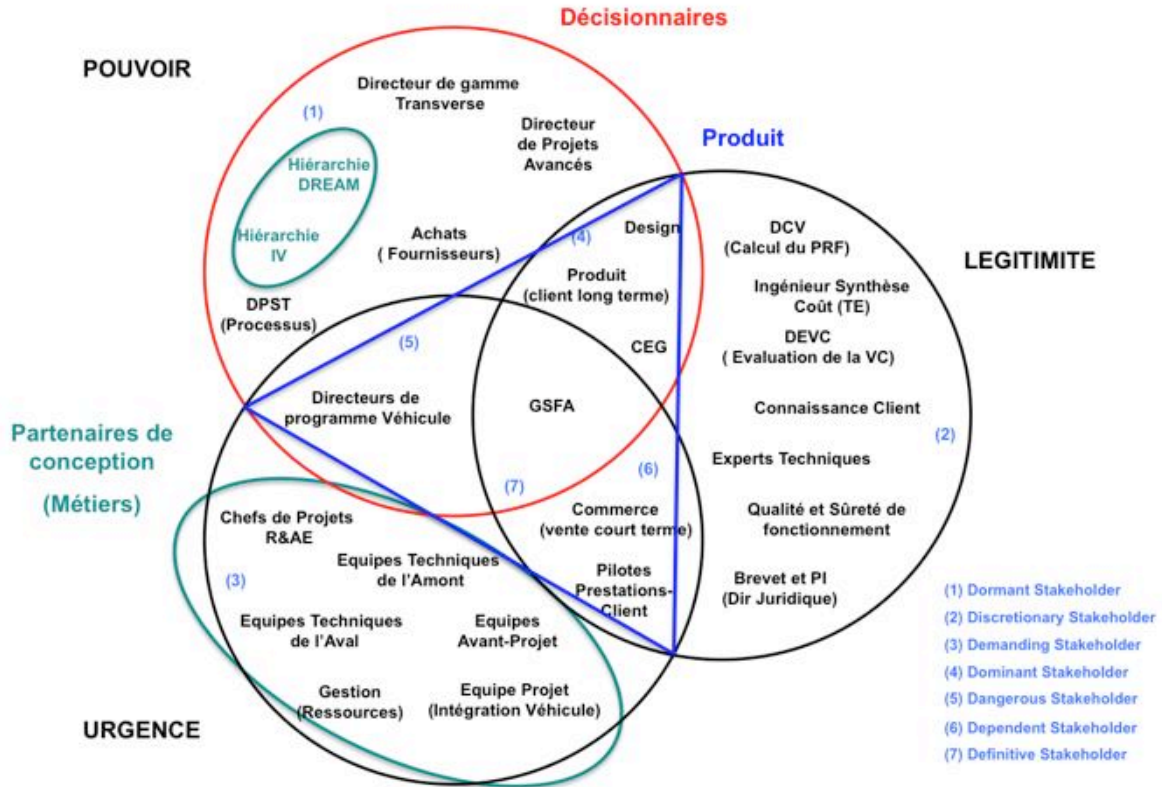 Décisionnaires
POUVOIR
Directeur de gamme
Transverse
(1)
Directeur
de Projets
Avancés
Produit
Hiérarchie
DREAM
Hiérarchie
IV
Achats
( Fournisseurs)
Design
(4)
DCV
(Calcul du PRF)
LEGITIMITE
Produit
(client long terme)
Ingénieur Synthèse
Coût (TE)
DPST
(Processus)
(5)
CEG
DEVC
( Evaluation de la VC)
Directeurs de
programme Véhicule
GSFA
Connaissance Client
(2)
Partenaires de
conception
(Métiers)
Experts Techniques
(6)
(7)
Chefs de Projets
R&AE
Commerce
(vente court terme)
Qualité et Sûreté de
fonctionnement
Equipes Techniques
de l'Amont
(3)
Pilotes
Prestations-
Client
Brevet et PI
(Dir Juridique)
Equipes Techniques
de l'Aval
Equipes
Avant-Projet
Gestion
(Ressources)
Equipe Projet
(Intégration Véhicule)
URGENCE
(1) Dormant Stakeholder
(2) Discretionary Stakeholder
(3) Demanding Stakeholder
(4) Dominant Stakeholder
(5) Dangerous Stakeholder
(6) Dependent Stakeholder
(7) Definitive Stakeholder